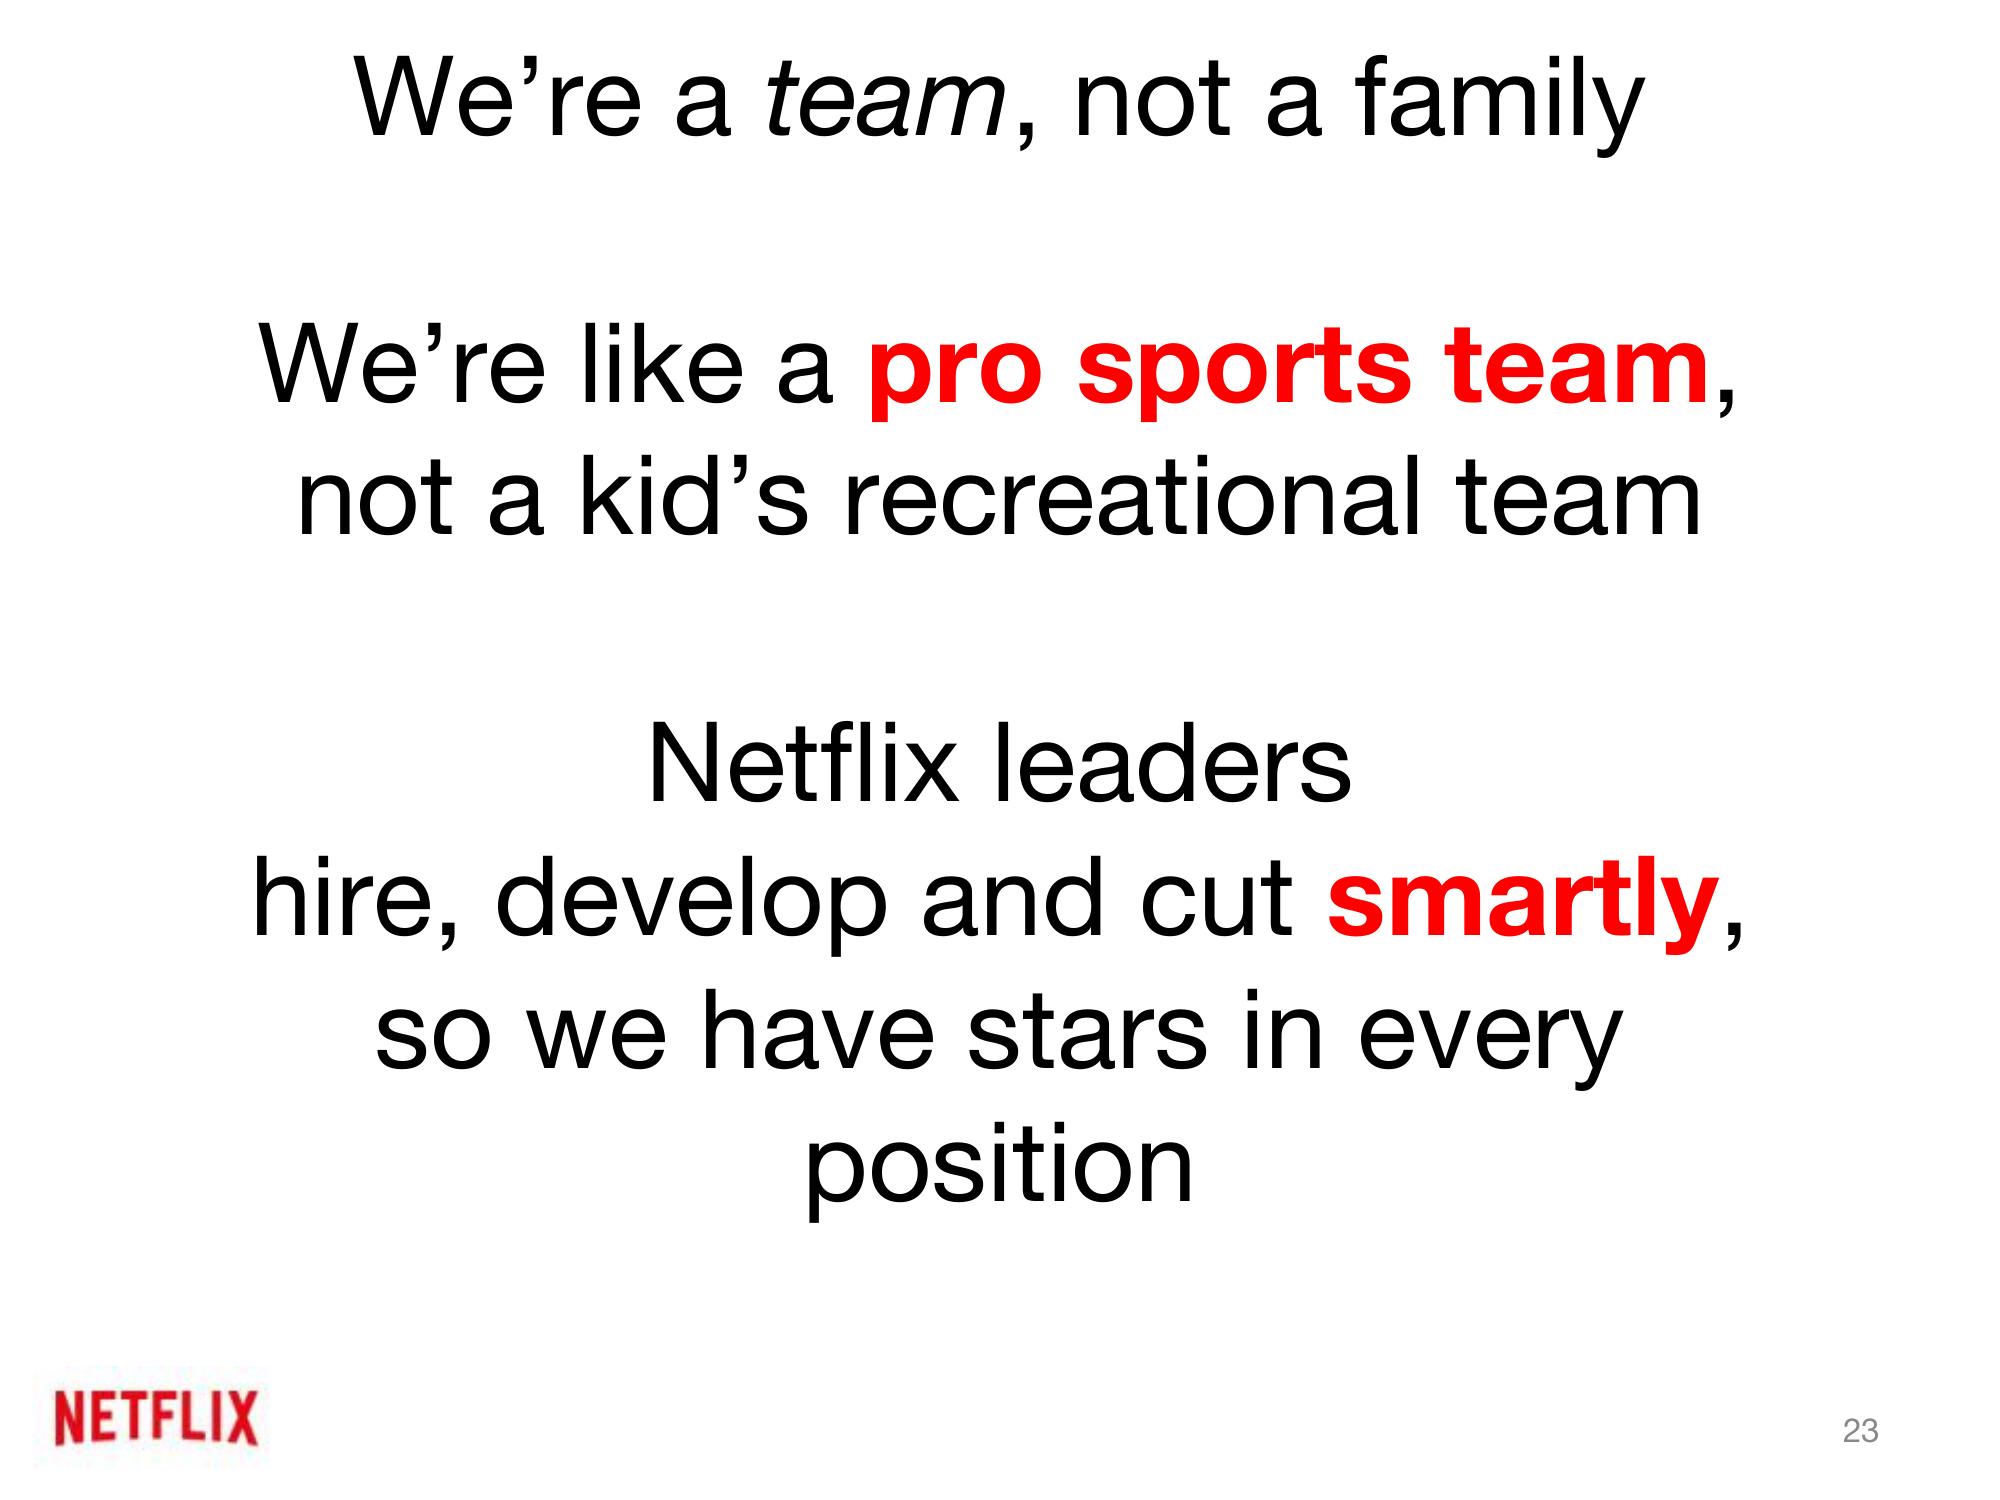 We’re a team, not a family
We’re like a pro sports team,
not a kid’s recreational team
Netflix leaders
hire, develop and cut smartly,
so we have stars in every
position
NETFLIX
23